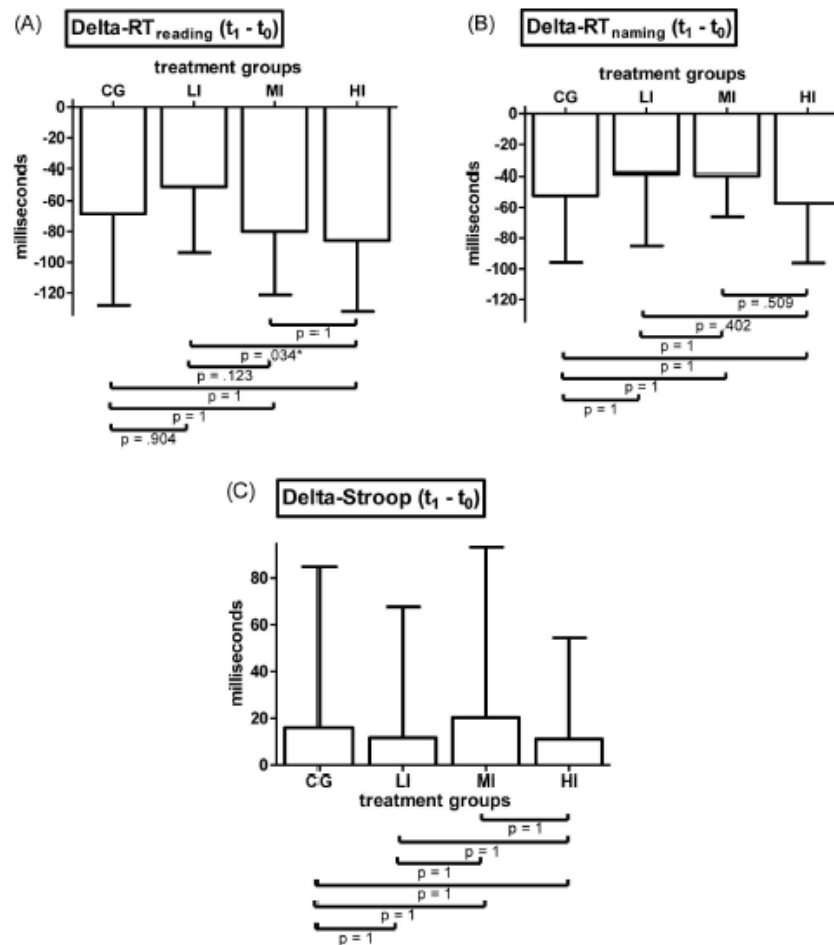 (A) Delta-RTreading (t1 - t0)
treatment groups
CG LI MI HI
0
-20
-40
-60
-80
-100
-120
milliseconds
p = 1
p = .034*
p = .123
p = 1
p = 1
p = .904
(B) Delta-RTnaming (t1 - t0)
treatment groups
CG LI MI HI
0
-20
-40
-60
-80
-100
-120
milliseconds
p = .509
p = .402
p = 1
p = 1
p = 1
p = 1
(C) Delta-Stroop (t1 - t0)
80
60
40
20
0
milliseconds
CG LI MI HI
treatment groups
p = 1
p = 1
p = 1
p = 1
p = 1
p = 1